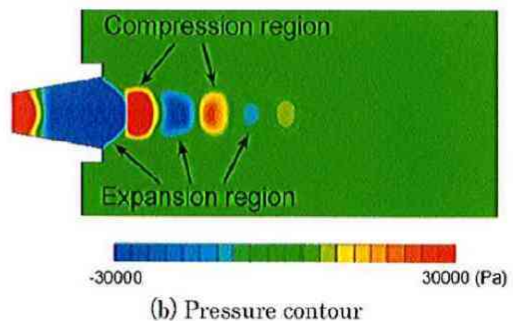 Compression region
Expansion region
-30000
30000 (Pa)
(b) Pressure contour